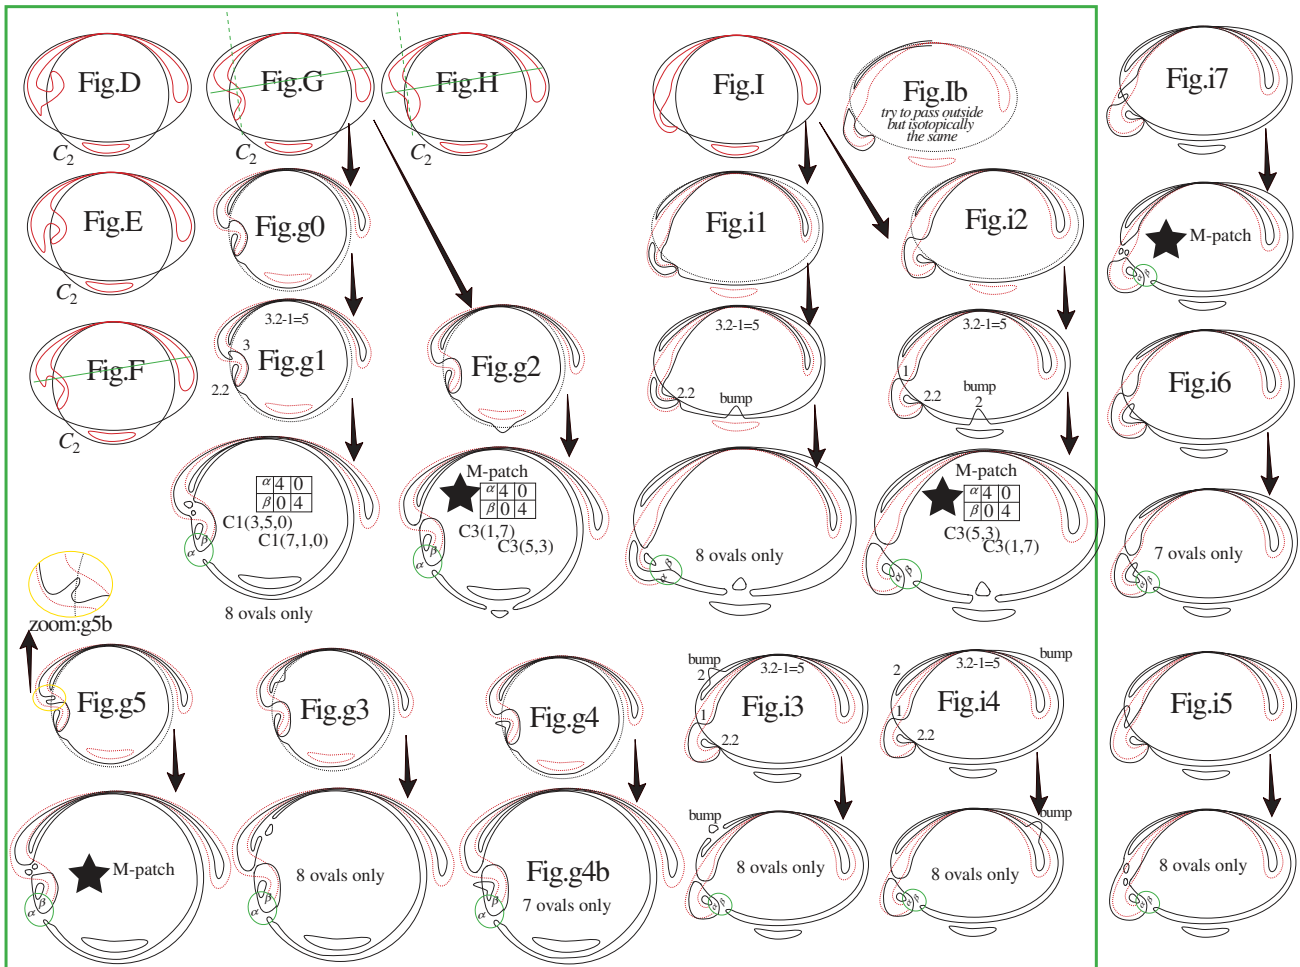 Fig.D
C2
Fig.G
C2
Fig.H
C2
Fig.I
Fig.Ib
try to pass outside
but isotopically
the same
Fig.i7
Fig.E
C2
Fig.g0
Fig.i1
Fig.i2
M-patch
Fig.F
C2
3.2-1=5
3
Fig.g1
2.2
Fig.g2
3.2-1=5
2.2
bump
3.2-1=5
1
2.2
bump
2
Fig.i6
α 4 0
β 0 4
C1(3,5,0)
C1(7,1,0)
β
α
8 ovals only
M-patch
α 4 0
β 0 4
C3(1,7)
C3(5,3)
β
α
8 ovals only
β
α
M-patch
α 4 0
β 0 4
C3(5,3)
C3(1,7)
α β
7 ovals only
zoom:g5b
Fig.g5
Fig.g3
Fig.g4
bump
2
3.2-1=5
1
Fig.i3
2.2
2
3.2-1=5
bump
1
Fig.i4
2.2
Fig.i5
M-patch
β
α
8 ovals only
β
α
Fig.g4b
7 ovals only
β
α
bump
8 ovals only
bump
8 ovals only
8 ovals only